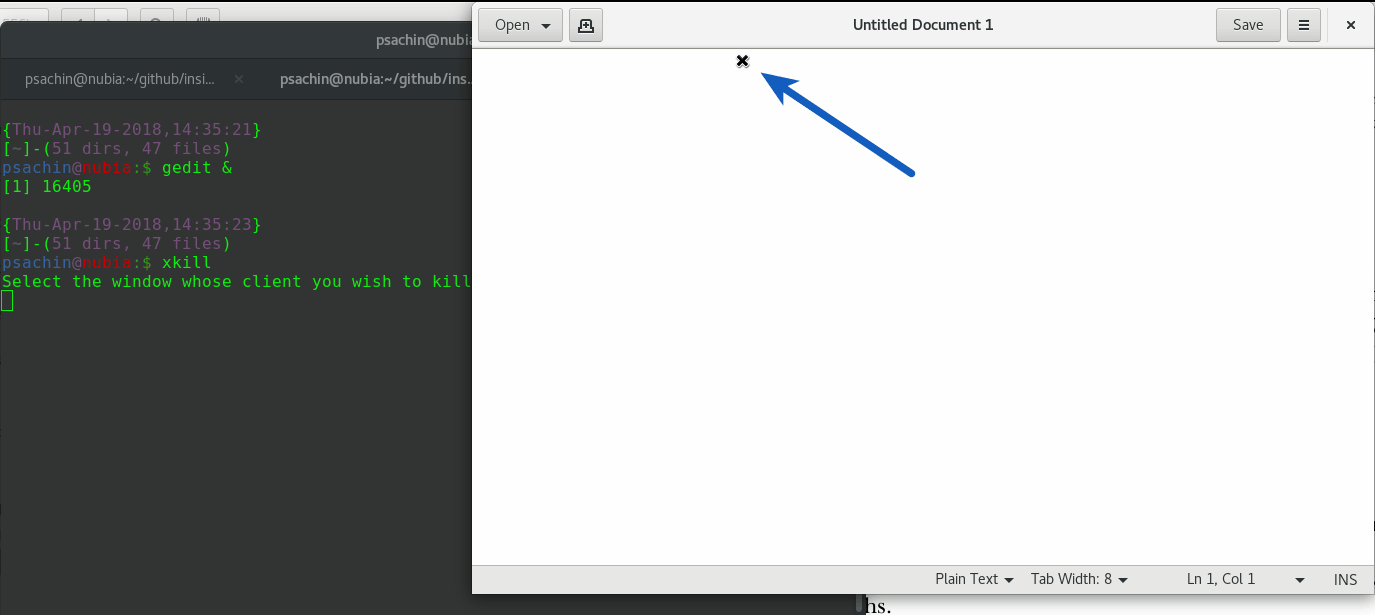 psachin@nubia
psachin@nubia:~/github/insi...
psachin@nubia:~/github/ins...
{Thu-Apr-19-2018,14:35:21}
[~]-(51 dirs, 47 files)
psachin@nubia:$ gedit &
[1] 16405
{Thu-Apr-19-2018,14:35:23}
[~]-(51 dirs, 47 files)
psachin@nubia:$ xkill
Select the window whose client you wish to kill
Open
Untitled Document 1
Save
Plain Text
Tab Width: 8
Ln 1, Col 1
INS
hs.